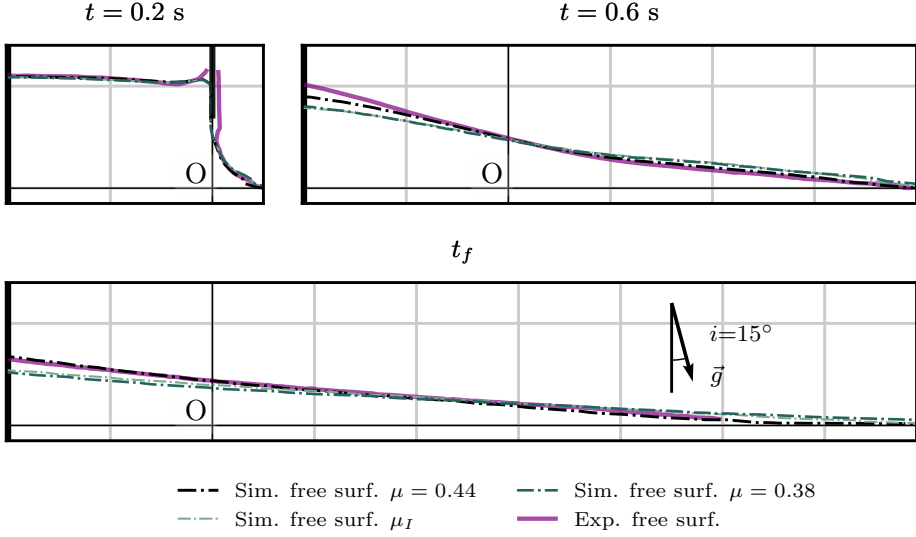 t = 0.2 s
t = 0.6 s
O
O
t_f
i=15°
g⃗
O
Sim. free surf. μ = 0.44
Sim. free surf. μ = 0.38
Sim. free surf. μ_I
Exp. free surf.